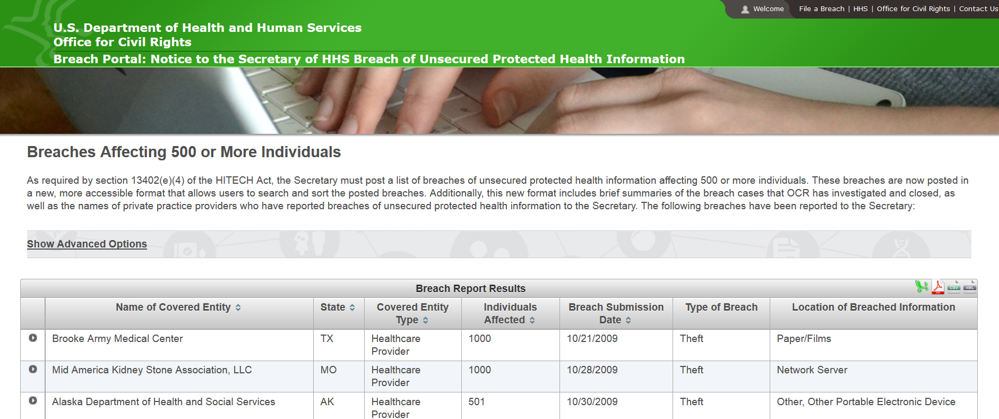 Welcome File a Breach | HHS | Office for Civil Rights | Contact Us
U.S. Department of Health and Human Services
Office for Civil Rights
Breach Portal: Notice to the Secretary of HHS Breach of Unsecured Protected Health Information
Breaches Affecting 500 or More Individuals
As required by section 13402(e)(4) of the HITECH Act, the Secretary must post a list of breaches of unsecured protected health information affecting 500 or more individuals. These breaches are now posted in
a new, more accessible format that allows users to search and sort the posted breaches. Additionally, this new format includes brief summaries of the breach cases that OCR has investigated and closed, as
well as the names of private practice providers who have reported breaches of unsecured protected health information to the Secretary. The following breaches have been reported to the Secretary:
Show Advanced Options
Breach Report Results
PDF CSV XML
Name of Covered Entity State Covered Entity Individuals Breach Submission Type of Breach Location of Breached Information
Type Affected Date
Brooke Army Medical Center TX Healthcare 1000 10/21/2009 Theft Paper/Films
Provider
Mid America Kidney Stone Association, LLC MO Healthcare 1000 10/28/2009 Theft Network Server
Provider
Alaska Department of Health and Social Services AK Healthcare 501 10/30/2009 Theft Other, Other Portable Electronic Device
Provider